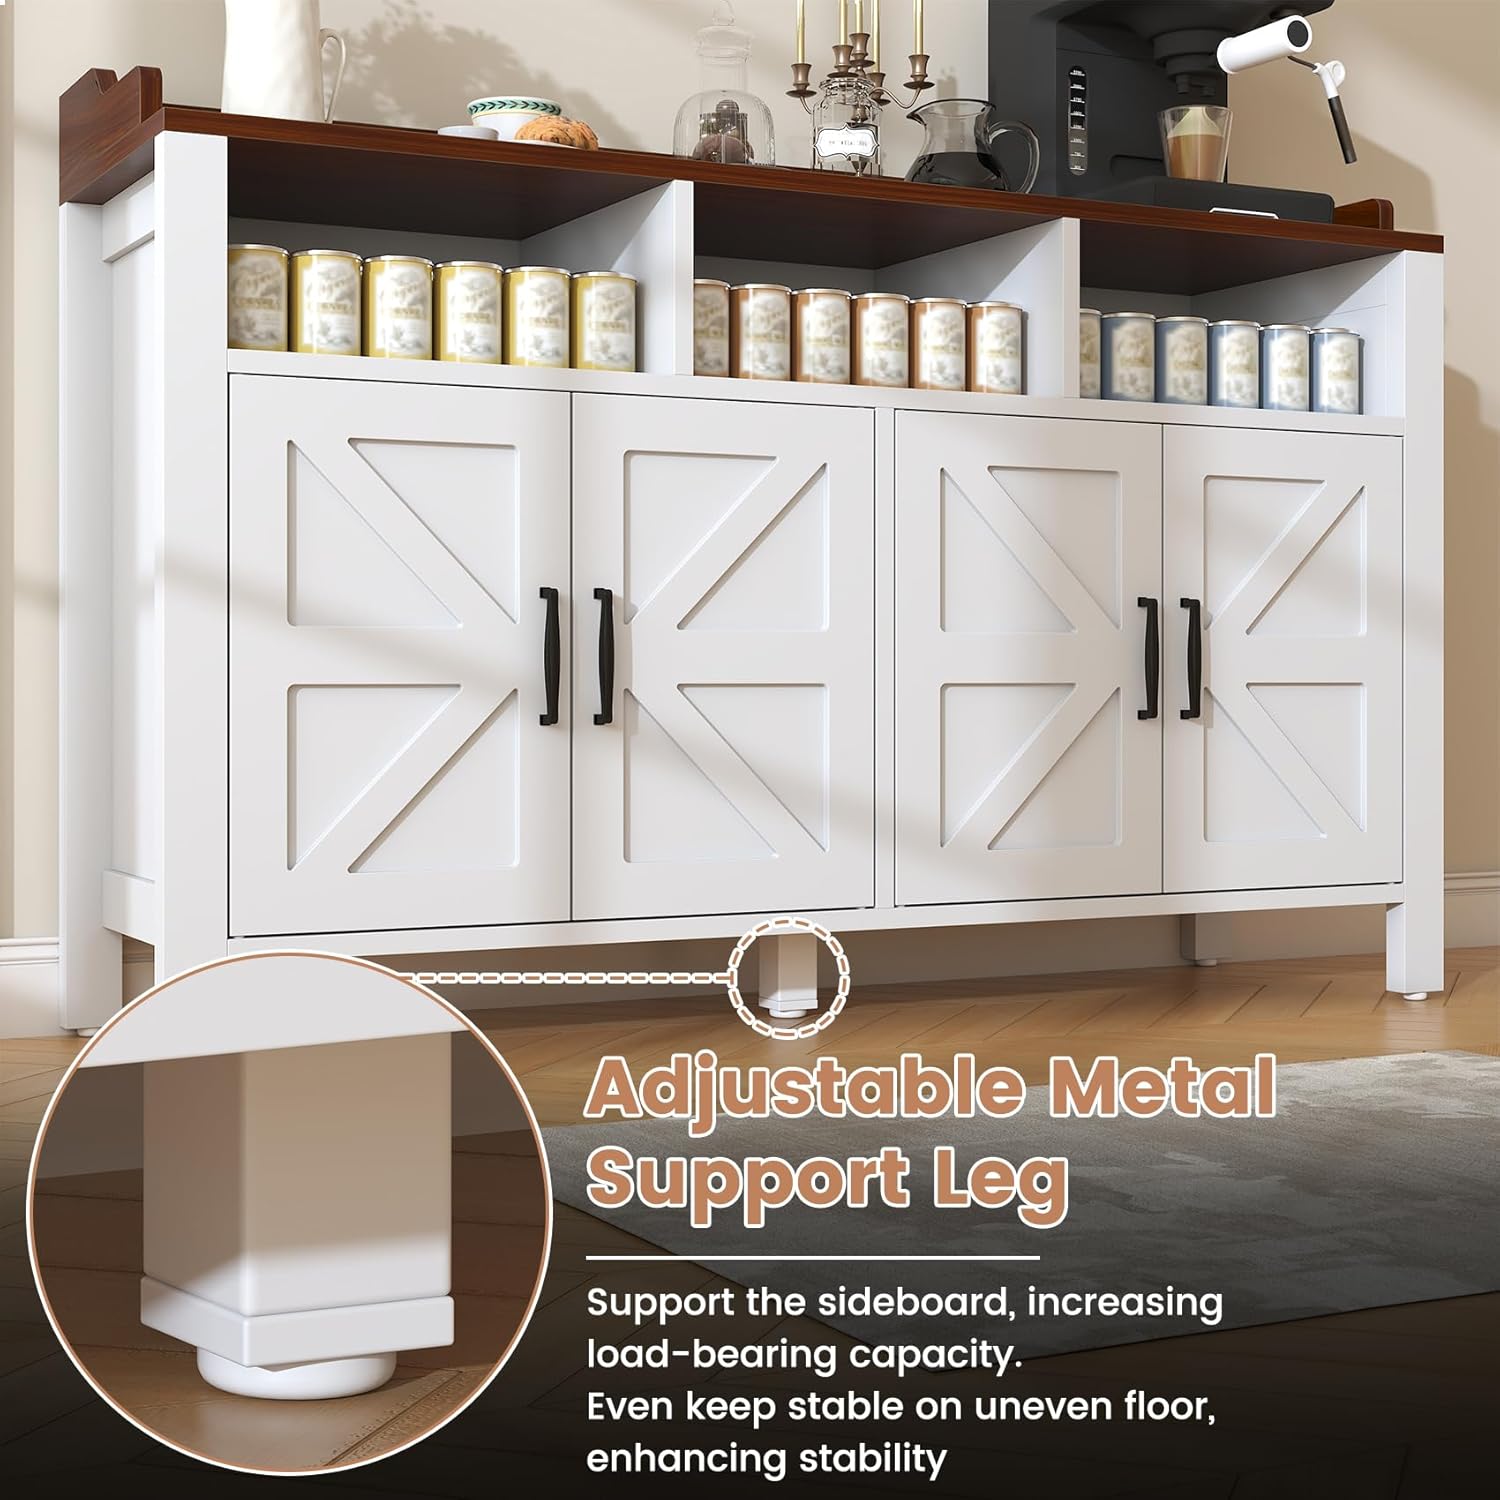 Adjustable Metal
Support Leg
Support the sideboard, increasing
load-bearing capacity.
Even keep stable on uneven floor,
enhancing stability